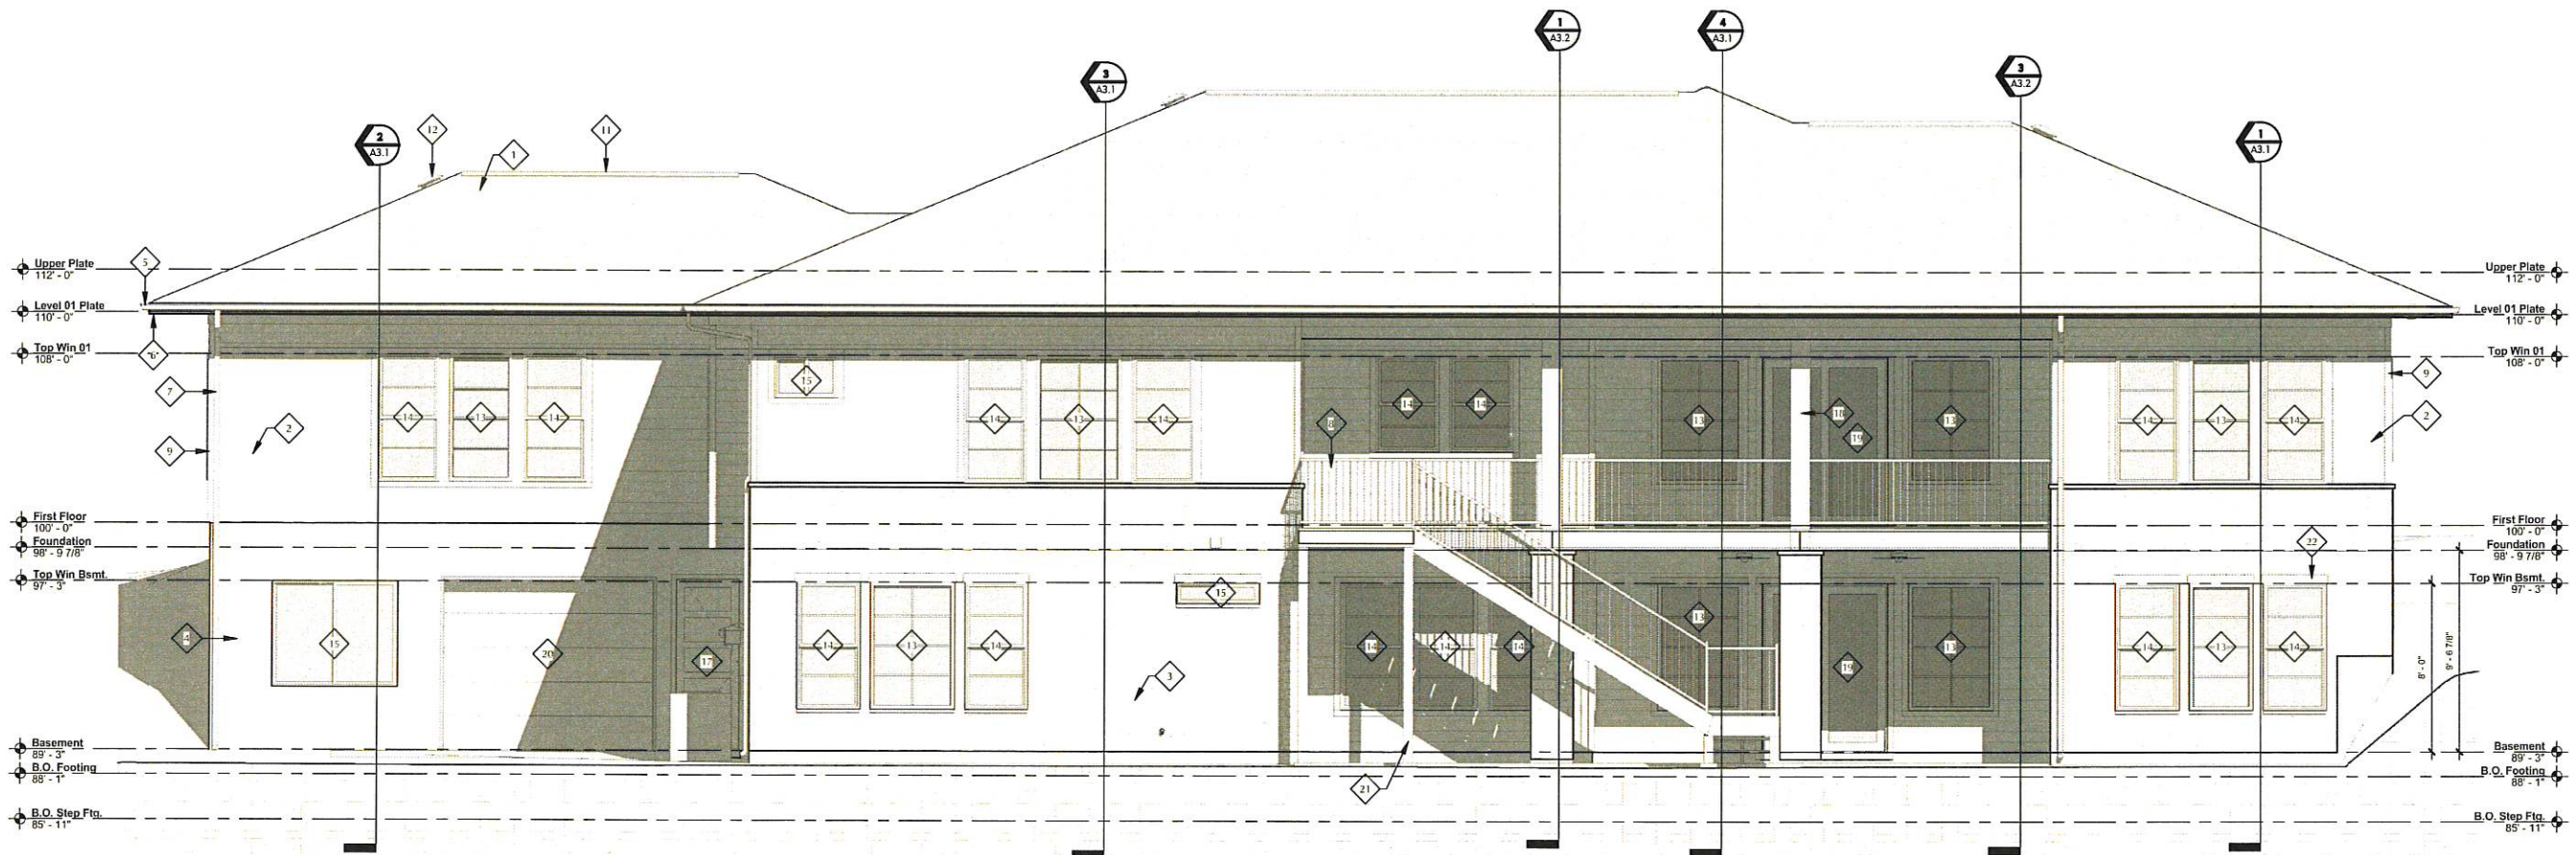 1
A3.2
4
A3.1
3
A3.1
3
A3.2
2
A3.1
1
A3.1
12
1
11
5
Upper Plate
112' - 0"
Level 01 Plate
110' - 0"
Top Win 01
108' - 0"
First Floor
100' - 0"
Foundation
98' - 9 7/8"
Top Win Bsmt.
97' - 3"
Basement
89' - 3"
B.O. Footing
88' - 1"
B.O. Step Ftg.
85' - 11"
6
7
2
9
14
13
14
15
14
13
14
8
14
14
13
18
19
13
14
13
14
9
2
4
15
20
17
14
13
14
15
3
14
14
14
13
19
13
14
13
14
22
21
8' - 0"
9' - 6 7/8"
Upper Plate
112' - 0"
Level 01 Plate
110' - 0"
Top Win 01
108' - 0"
First Floor
100' - 0"
Foundation
98' - 9 7/8"
Top Win Bsmt.
97' - 3"
Basement
89' - 3"
B.O. Footing
88' - 1"
B.O. Step Ftg.
85' - 11"